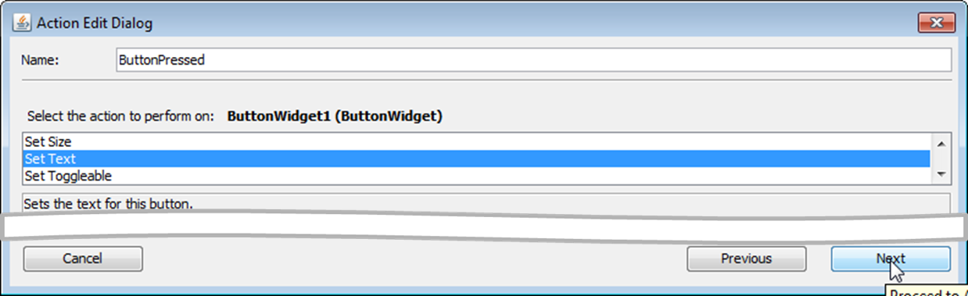 Action Edit Dialog
Name: ButtonPressed
Select the action to perform on: ButtonWidget1 (ButtonWidget)
Set Size
Set Text
Set Toggleable
Sets the text for this button.
Cancel Previous Next
Proceed to